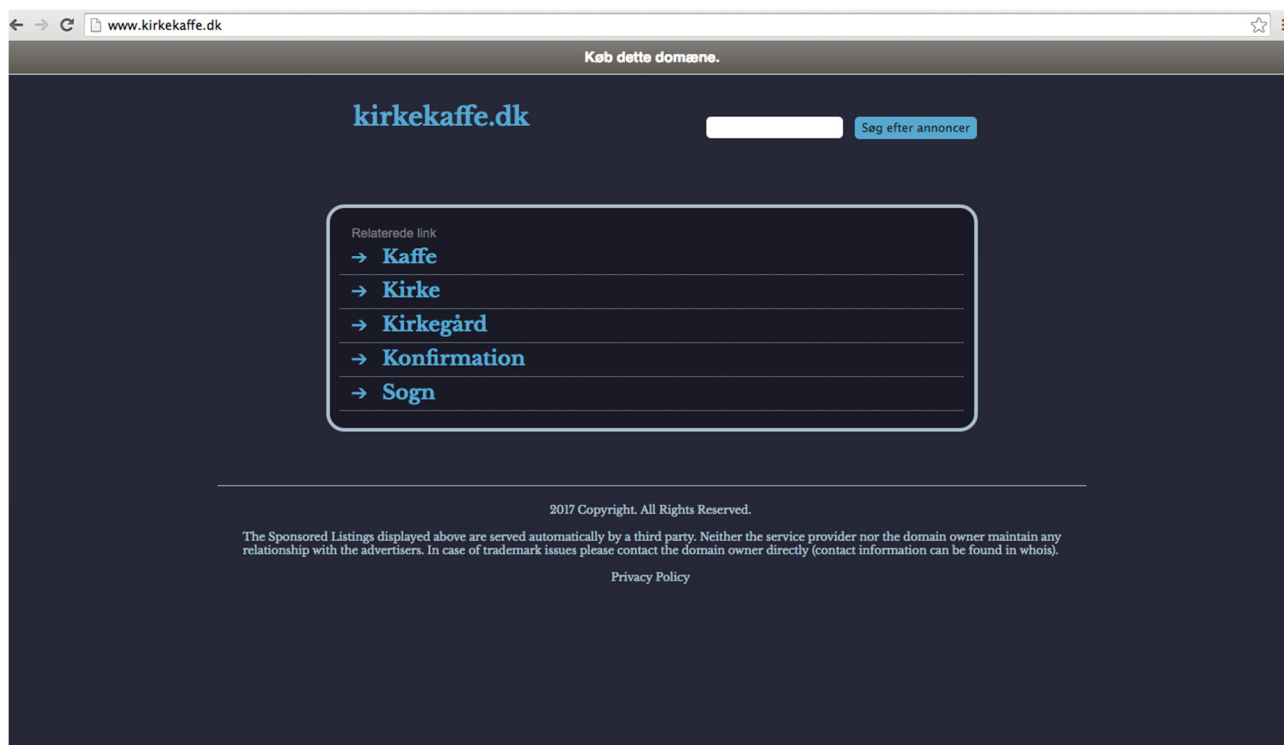 www.kirkekaffe.dk
Køb dette domæne.
kirkekaffe.dk
Søg efter annoncer
Relaterede link
→ Kaffe
→ Kirke
→ Kirkegård
→ Konfirmation
→ Sogn
2017 Copyright. All Rights Reserved.
The Sponsored Listings displayed above are served automatically by a third party. Neither the service provider nor the domain owner maintain any
relationship with the advertisers. In case of trademark issues please contact the domain owner directly (contact information can be found in whois).
Privacy Policy